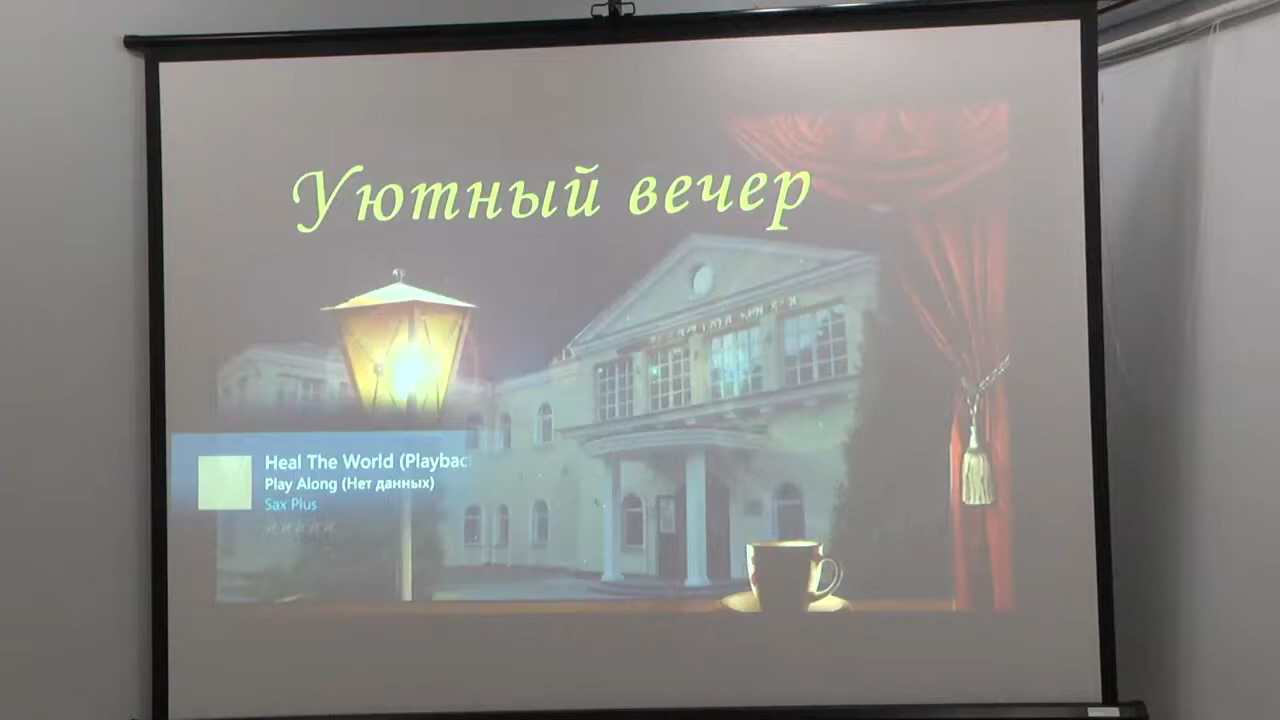 Уютный вечер
Heal The World (Playbac
Play Along (Нет данных)
Sax Plus